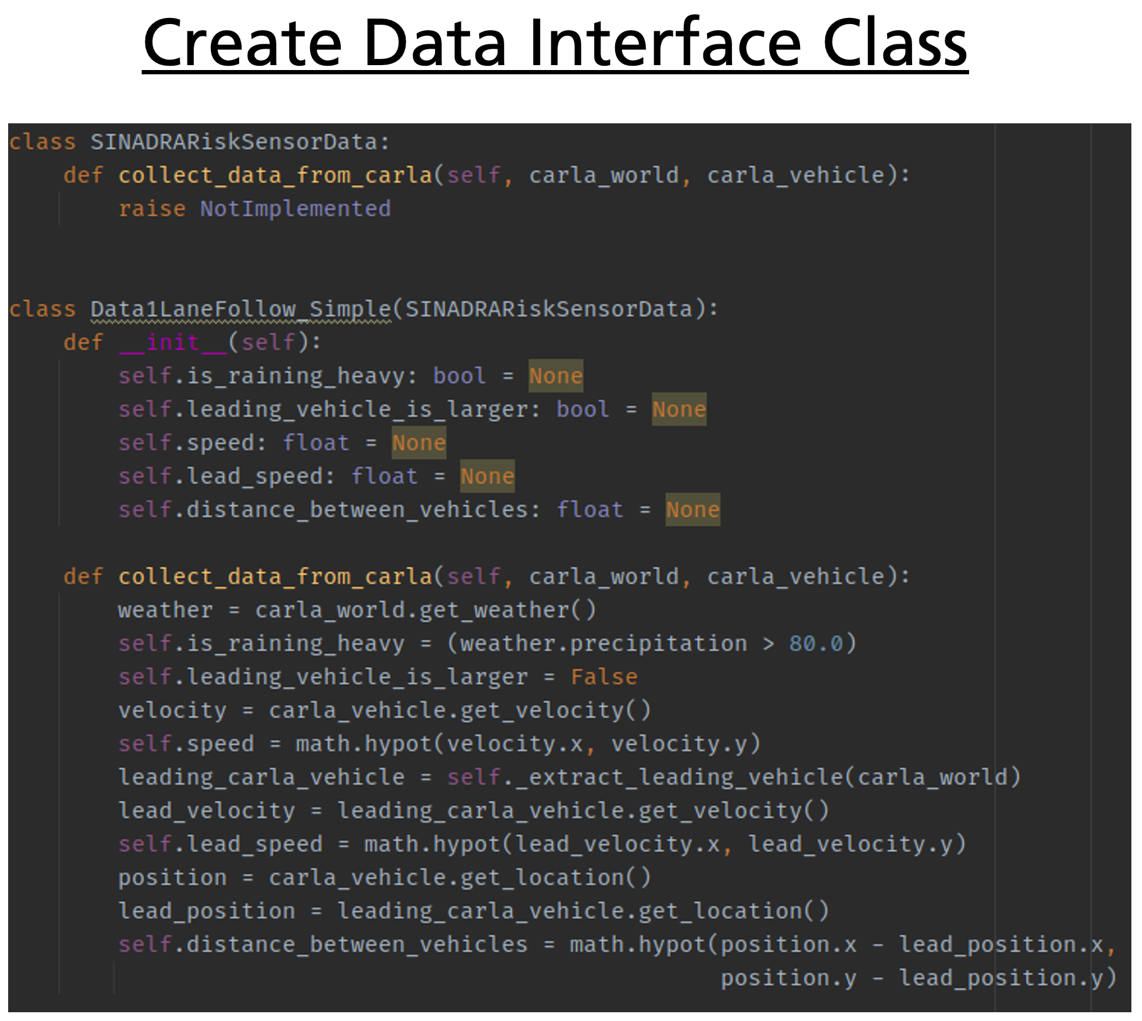 Create Data Interface Class
class SINADRARiskSensorData:
    def collect_data_from_carla(self, carla_world, carla_vehicle):
        raise NotImplemented
class Data1LaneFollow_Simple(SINADRARiskSensorData):
    def __init__(self):
        self.is_raining_heavy: bool = None
        self.leading_vehicle_is_larger: bool = None
        self.speed: float = None
        self.lead_speed: float = None
        self.distance_between_vehicles: float = None
    def collect_data_from_carla(self, carla_world, carla_vehicle):
        weather = carla_world.get_weather()
        self.is_raining_heavy = (weather.precipitation > 80.0)
        self.leading_vehicle_is_larger = False
        velocity = carla_vehicle.get_velocity()
        self.speed = math.hypot(velocity.x, velocity.y)
        leading_carla_vehicle = self._extract_leading_vehicle(carla_world)
        lead_velocity = leading_carla_vehicle.get_velocity()
        self.lead_speed = math.hypot(lead_velocity.x, lead_velocity.y)
        position = carla_vehicle.get_location()
        lead_position = leading_carla_vehicle.get_location()
        self.distance_between_vehicles = math.hypot(position.x - lead_position.x,
                                                    position.y - lead_position.y)